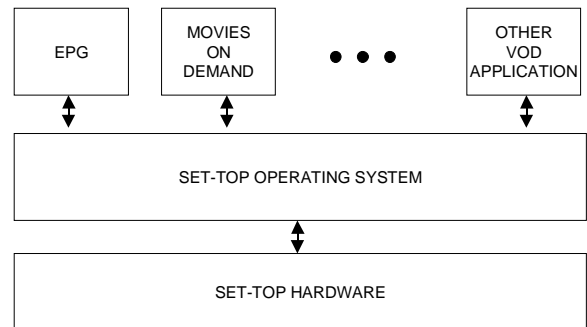 EPG
MOVIES
ON
DEMAND
OTHER
VOD
APPLICATION
SET-TOP OPERATING SYSTEM
SET-TOP HARDWARE